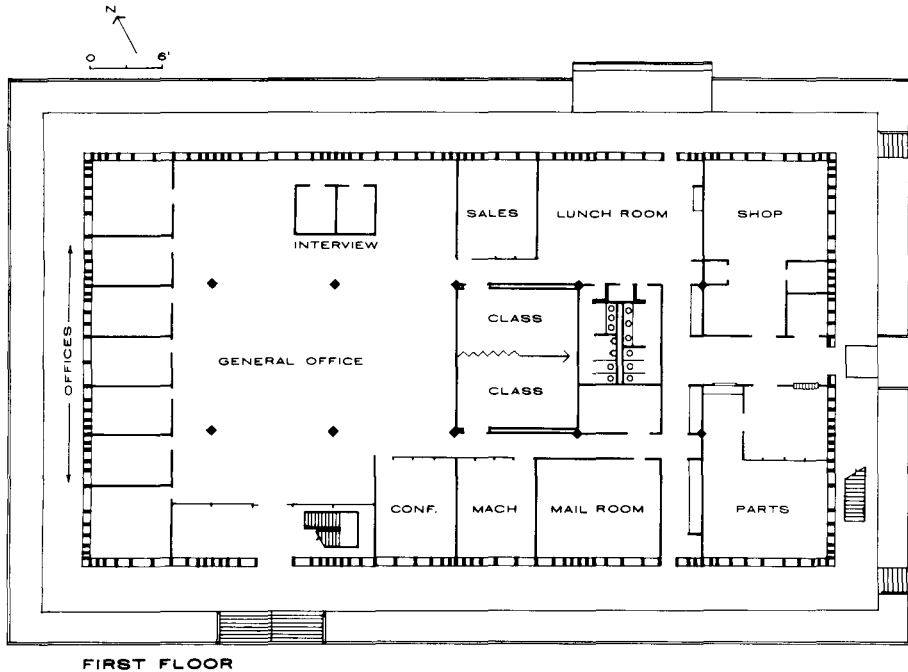 N
0 6'
SALES
LUNCH ROOM
SHOP
INTERVIEW
CLASS
OFFICES
GENERAL OFFICE
CLASS
CONF.
MACH
MAIL ROOM
PARTS
FIRST FLOOR